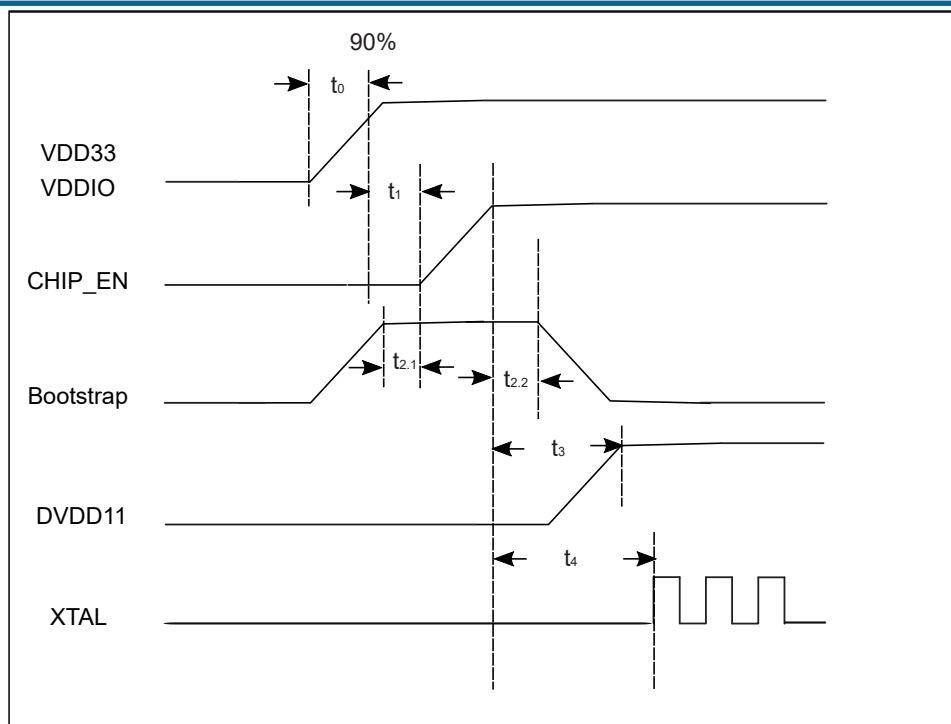 90%
t0
VDD33
VDDIO
t1
CHIP_EN
t2.1
t2.2
Bootstrap
t3
DVDD11
t4
XTAL